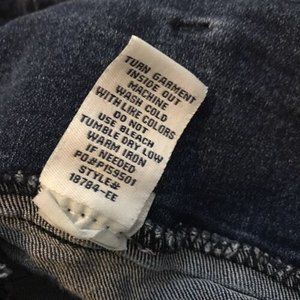 TURN GARMENT
INSIDE OUT
MACHINE
WASH COLD
WITH LIKE COLORS
DO NOT
USE BLEACH
TUMBLE DRY LOW
WARM IRON
IF NEEDED
PO#P159501
STYLE#
18784-EE